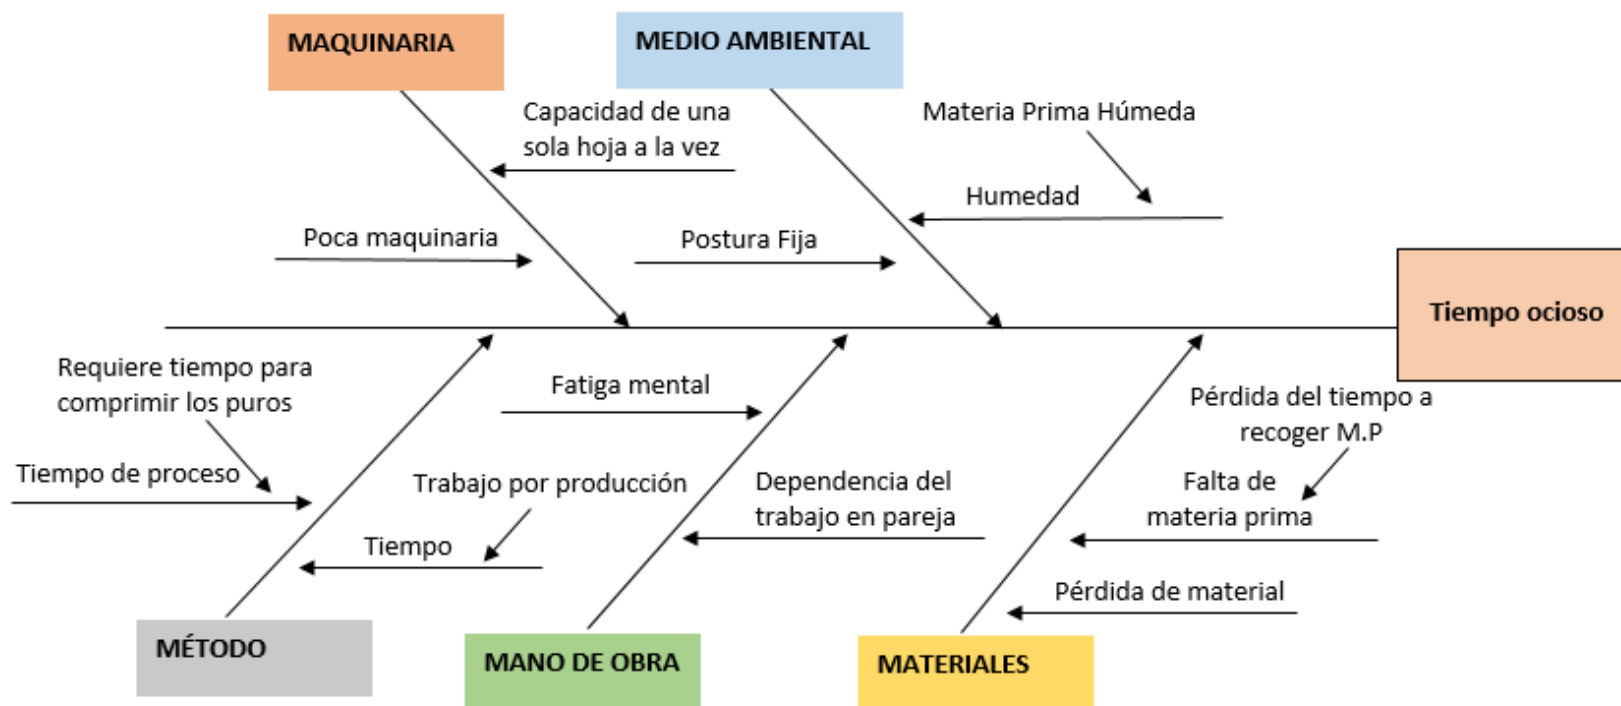 MAQUINARIA
MEDIO AMBIENTAL
Capacidad de una
sola hoja a la vez
Materia Prima Húmeda
Humedad
Poca maquinaria
Postura Fija
Tiempo ocioso
Requiere tiempo para
comprimir los puros
Fatiga mental
Pérdida del tiempo a
recoger M.P
Tiempo de proceso
Trabajo por producción
Dependencia del
trabajo en pareja
Falta de
materia prima
Tiempo
Pérdida de material
MÉTODO
MANO DE OBRA
MATERIALES